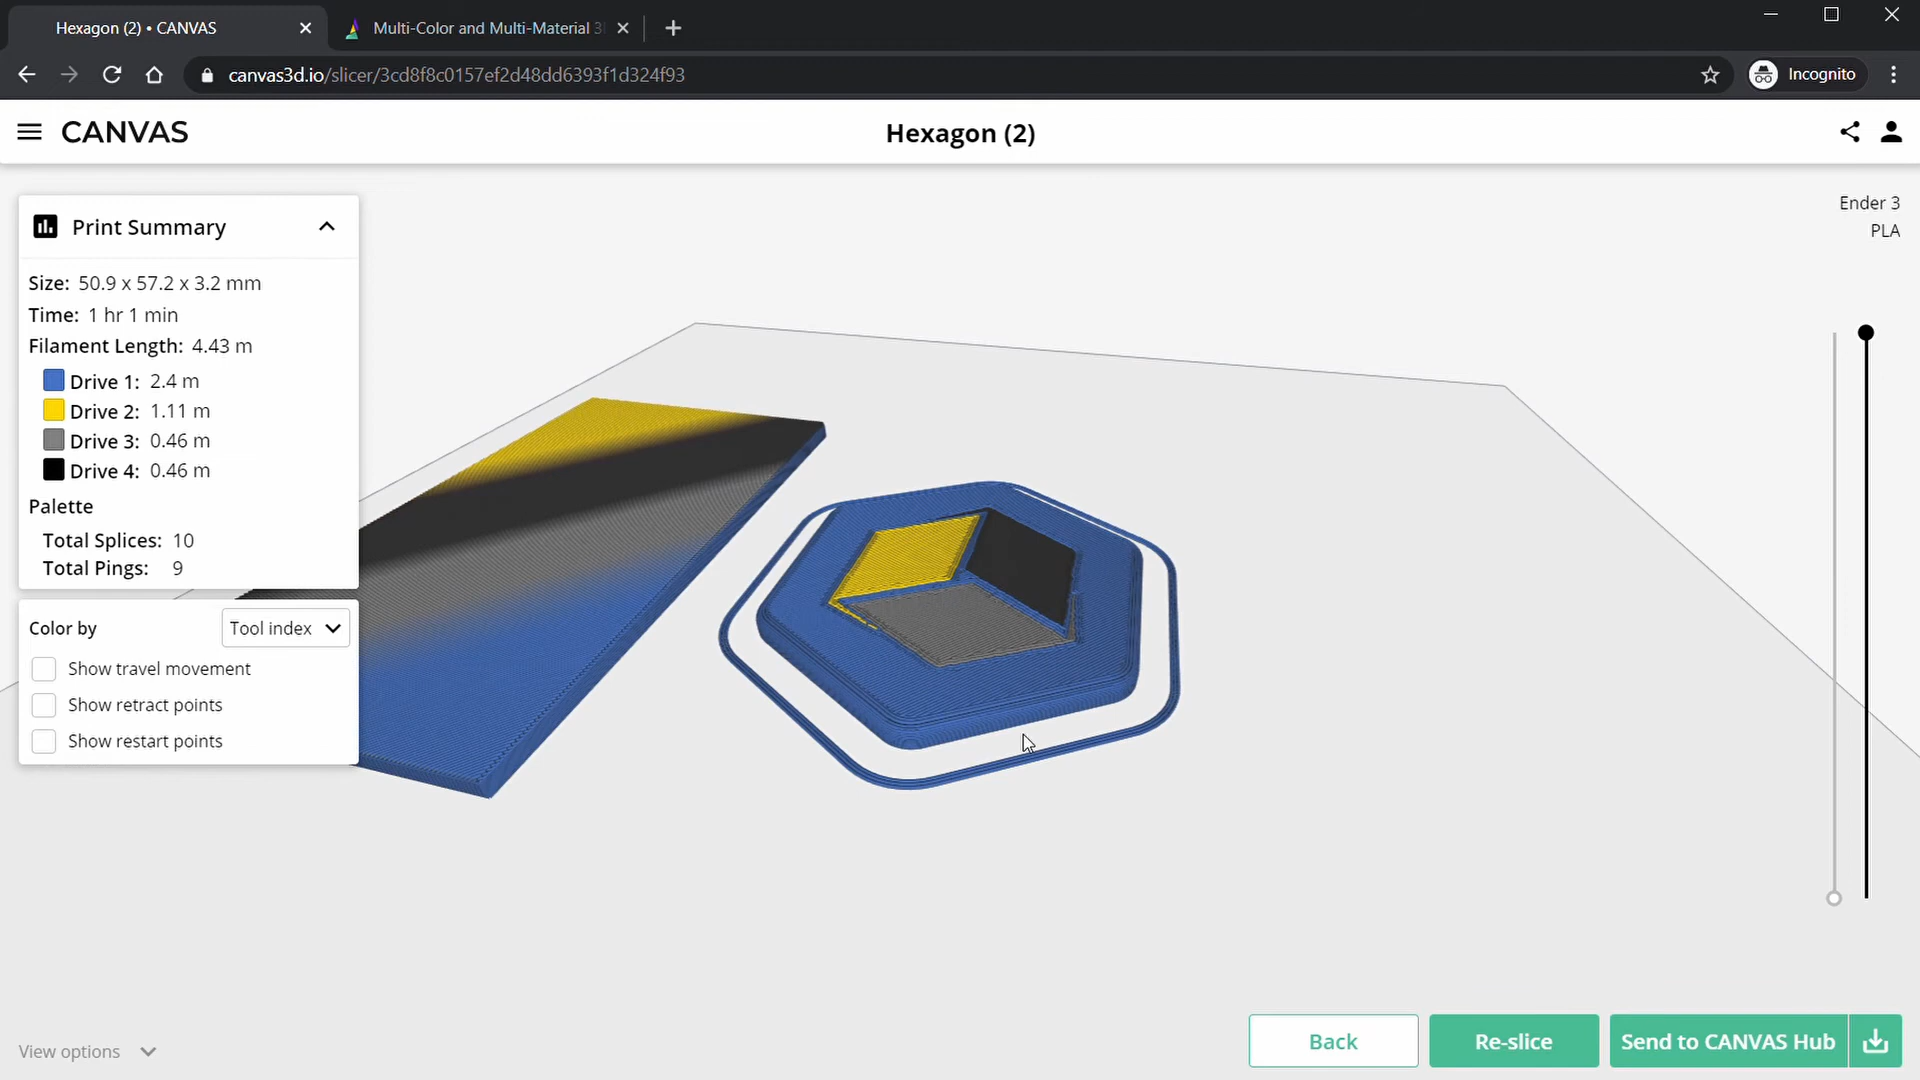 Hexagon (2) • CANVAS
Multi-Color and Multi-Material 3
canvas3d.io/slicer/3cd8f8c0157ef2d48dd6393f1d324f93
Incognito
CANVAS
Hexagon (2)
Ender 3
PLA
Print Summary
Size: 50.9 x 57.2 x 3.2 mm
Time: 1 hr 1 min
Filament Length: 4.43 m
Drive 1: 2.4 m
Drive 2: 1.11 m
Drive 3: 0.46 m
Drive 4: 0.46 m
Palette
Total Splices: 10
Total Pings: 9
Color by
Tool index
Show travel movement
Show retract points
Show restart points
View options
Back
Re-slice
Send to CANVAS Hub